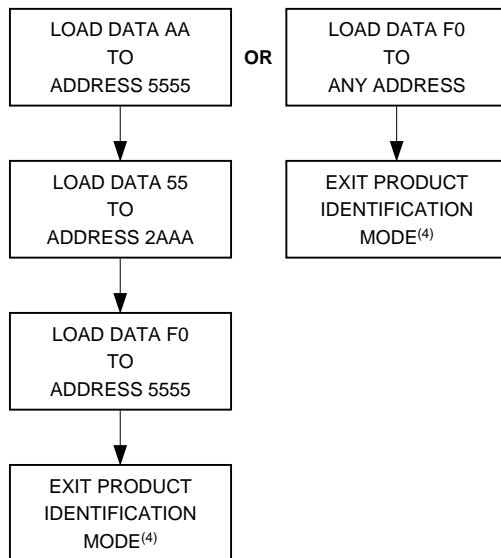 LOAD DATA AA
TO
ADDRESS 5555
LOAD DATA 55
TO
ADDRESS 2AAA
LOAD DATA F0
TO
ADDRESS 5555
EXIT PRODUCT
IDENTIFICATION
MODE(4)
OR
LOAD DATA F0
TO
ANY ADDRESS
EXIT PRODUCT
IDENTIFICATION
MODE(4)